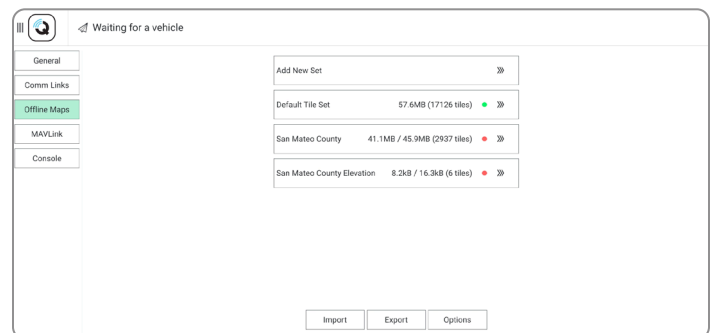 Waiting for a vehicle
General
Comm Links
Offline Maps
MAVLink
Console
Add New Set
Default Tile Set 57.6MB (17126 tiles)
San Mateo County 41.1MB / 45.9MB (2937 tiles)
San Mateo County Elevation 8.2kB / 16.3kB (6 tiles)
Import Export Options